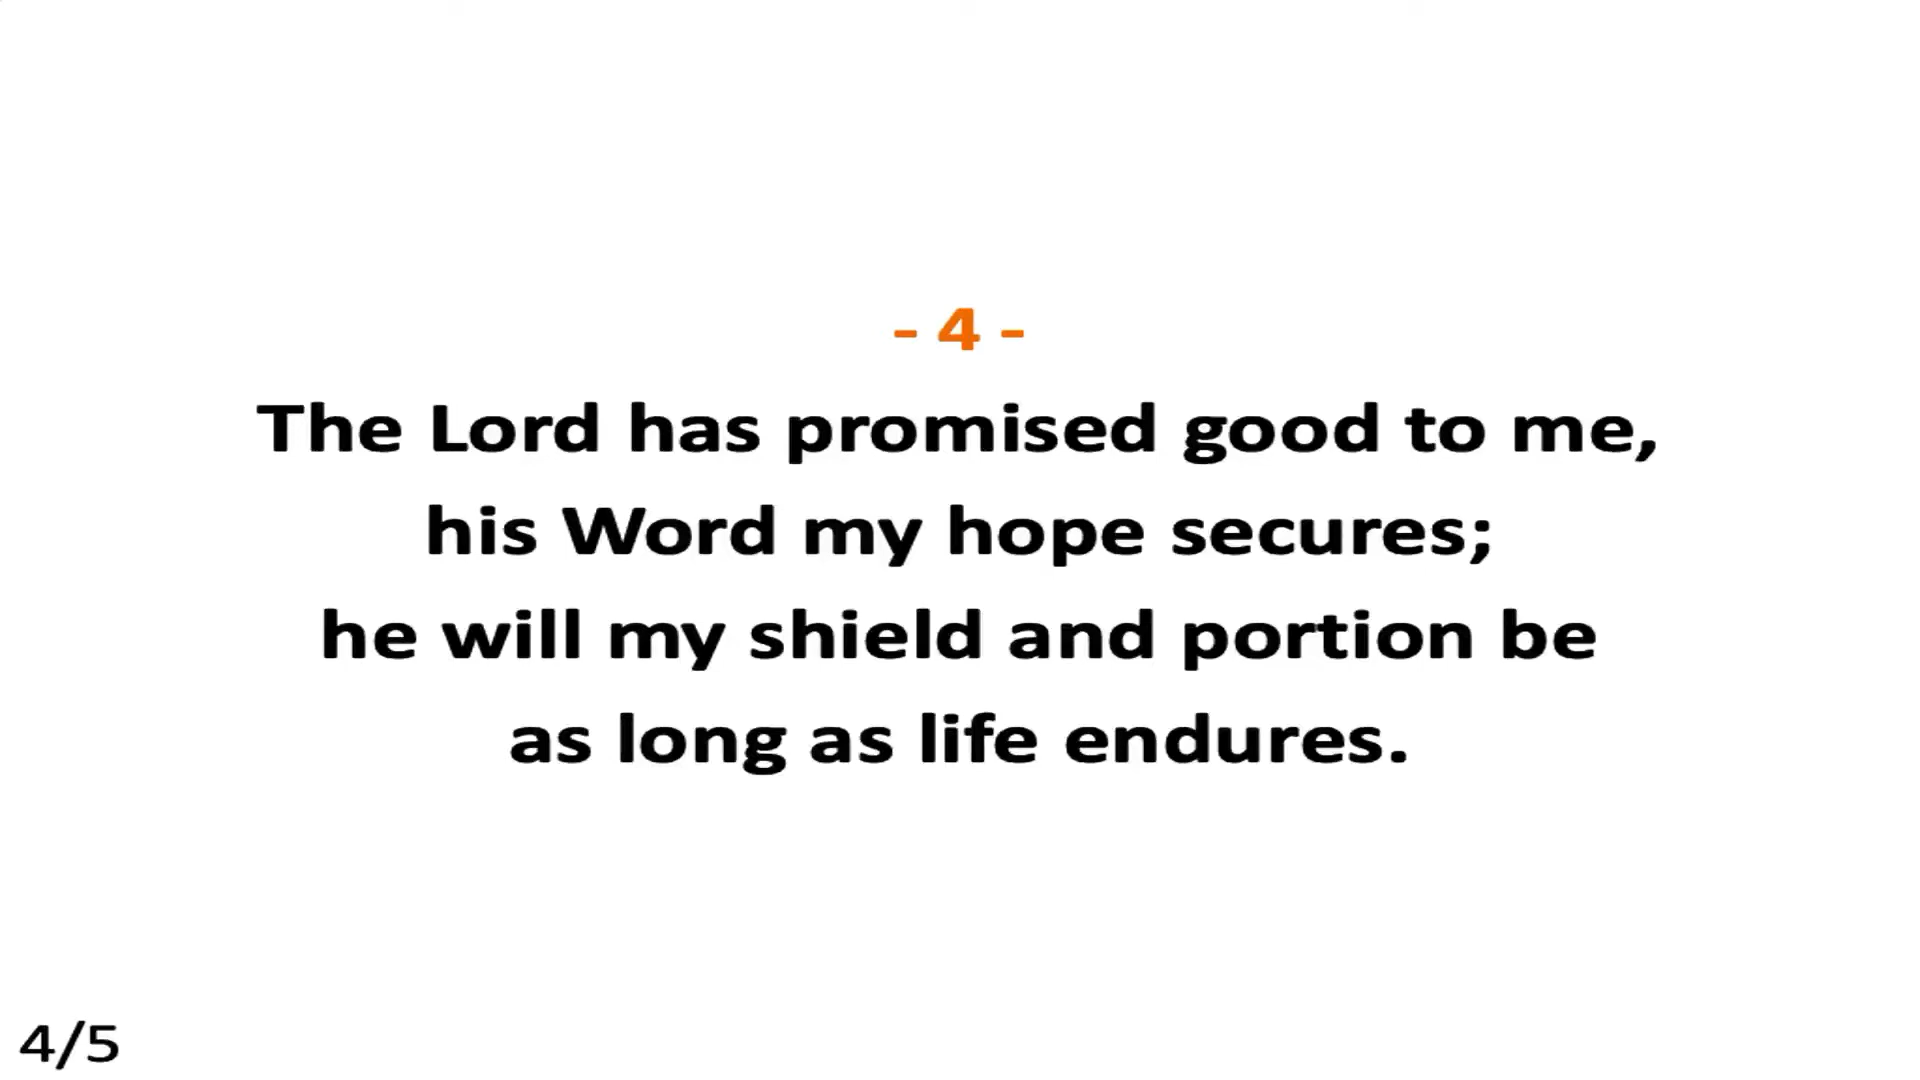 - 4 -
The Lord has promised good to me,
his Word my hope secures;
he will my shield and portion be
as long as life endures.
4/5